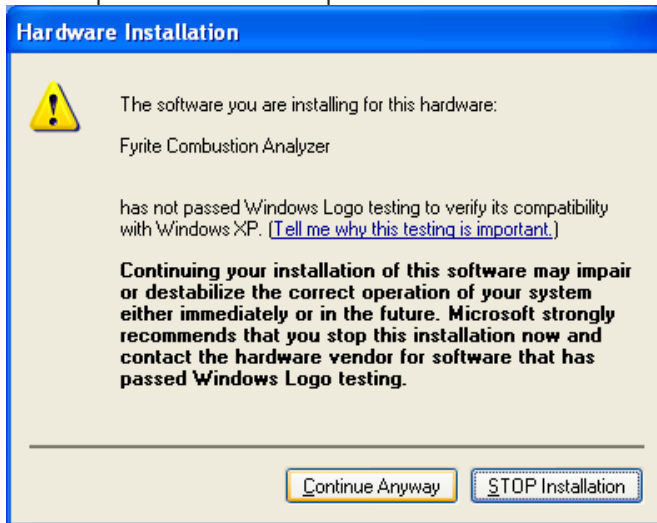 Hardware Installation
The software you are installing for this hardware:
Fyrite Combustion Analyzer
has not passed Windows Logo testing to verify its compatibility
with Windows XP. (Tell me why this testing is important.)
Continuing your installation of this software may impair
or destabilize the correct operation of your system
either immediately or in the future. Microsoft strongly
recommends that you stop this installation now and
contact the hardware vendor for software that has
passed Windows Logo testing.
Continue Anyway
STOP Installation